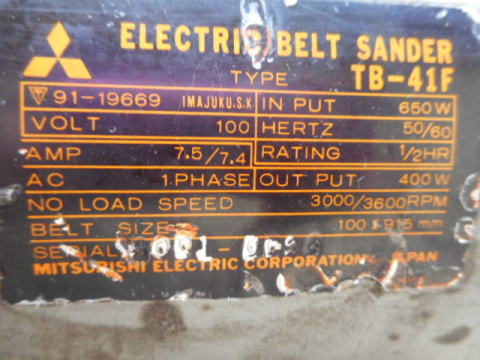 ELECTRIC BELT SANDER
TYPE TB-41F
▽ 91-19669 IMAJUKU.S.K IN PUT 650W
VOLT 100 HERTZ 50/60
AMP 7.5/7.4 RATING 1/2HR
AC 1.PHASE OUT PUT 400W
NO LOAD SPEED 3000/3600RPM
BELT SIZE 100 x 915 mm
SERIAL
MITSUBISHI ELECTRIC CORPORATION JAPAN